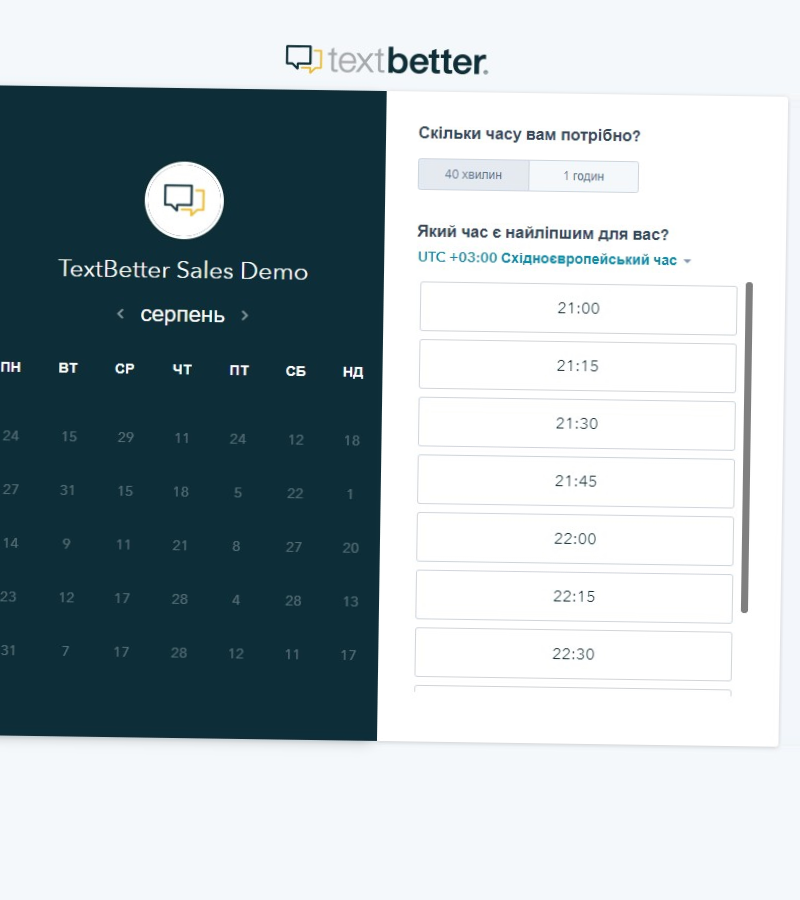 textbetter.
TextBetter Sales Demo
серпень
ПН ВТ СР ЧТ ПТ СБ НД
24 15 29 11 24 12 18
27 31 15 18 5 22 1
14 9 11 21 8 27 20
23 12 17 28 4 28 13
31 7 17 28 12 11 17
Скільки часу вам потрібно?
40 хвилин 1 годин
Який час є найліпшим для вас?
UTC +03:00 Східноєвропейський час
21:00
21:15
21:30
21:45
22:00
22:15
22:30